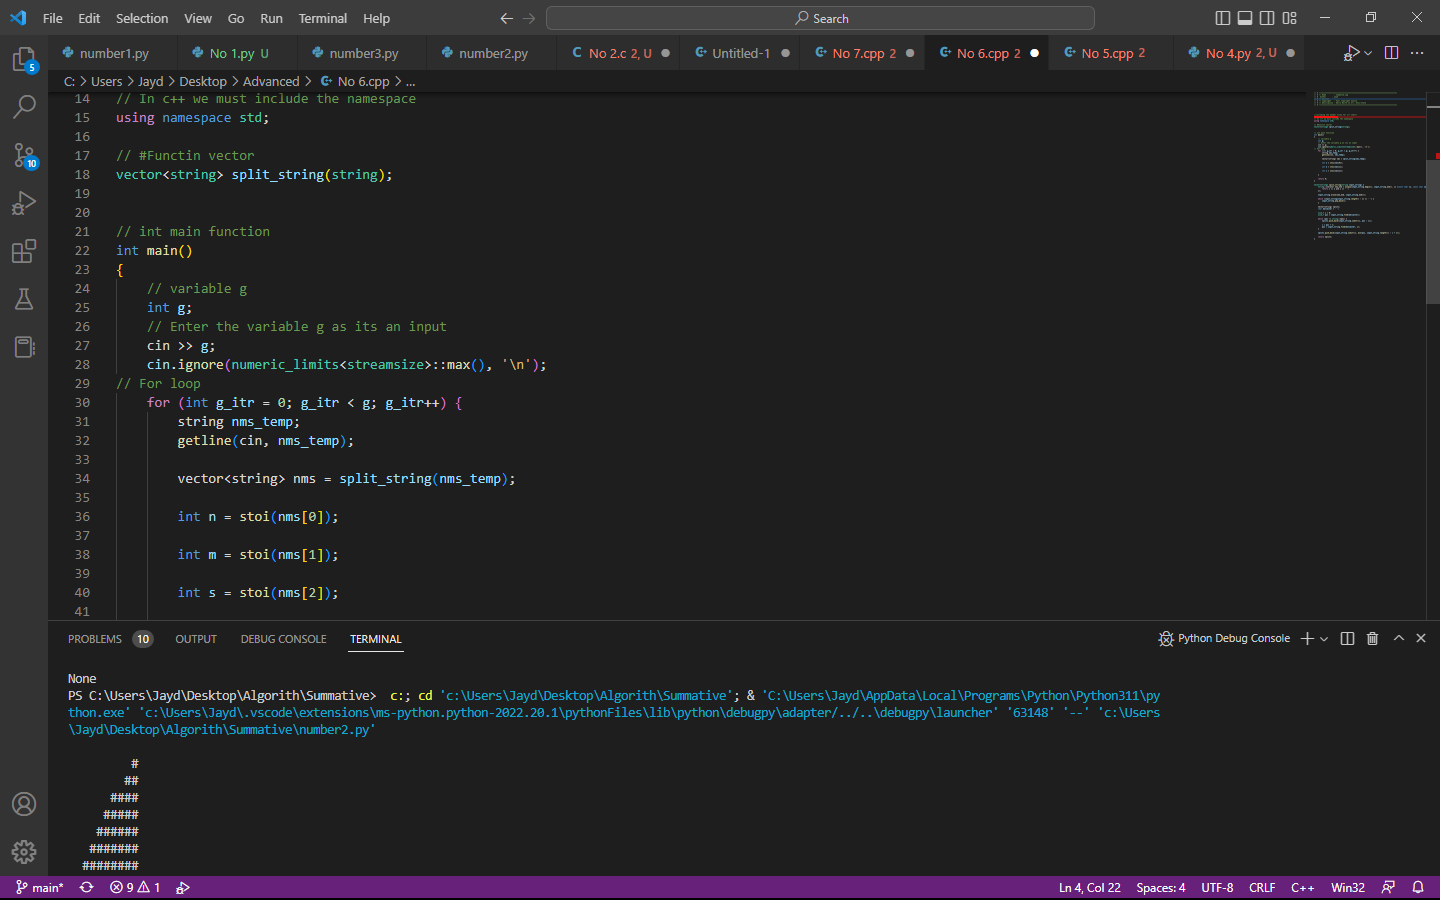 File Edit Selection View Go Run Terminal Help Search
number1.py No 1.py U number3.py number2.py No 2.c 2, U Untitled-1 No 7.cpp 2 No 6.cpp 2 No 5.cpp 2 No 4.py 2, U
C: > Users > Jayd > Desktop > Advanced > No 6.cpp > ...
14 // In c++ we must include the namespace
15 using namespace std;
16
17 // #Functin vector
18 vector<string> split_string(string);
19
20
21 // int main function
22 int main()
23 {
24 // variable g
25 int g;
26 // Enter the variable g as its an input
27 cin >> g;
28 cin.ignore(numeric_limits<streamsize>::max(), '\n');
29 // For loop
30 for (int g_itr = 0; g_itr < g; g_itr++) {
31 string nms_temp;
32 getline(cin, nms_temp);
33
34 vector<string> nms = split_string(nms_temp);
35
36 int n = stoi(nms[0]);
37
38 int m = stoi(nms[1]);
39
40 int s = stoi(nms[2]);
41
5
10
PROBLEMS 10 OUTPUT DEBUG CONSOLE TERMINAL Python Debug Console
None
PS C:\Users\Jayd\Desktop\Algorith\Summative> c:; cd 'c:\Users\Jayd\Desktop\Algorith\Summative'; & 'C:\Users\Jayd\AppData\Local\Programs\Python\Python311\py
thon.exe' 'c:\Users\Jayd\.vscode\extensions\ms-python.python-2022.20.1\pythonFiles\lib\python\debugpy\adapter/../..\debugpy\launcher' '63148' '--' 'c:\Users
\Jayd\Desktop\Algorith\Summative\number2.py'
#
##
####
#####
######
#######
########
main* 9 1 Ln 4, Col 22 Spaces: 4 UTF-8 CRLF C++ Win32